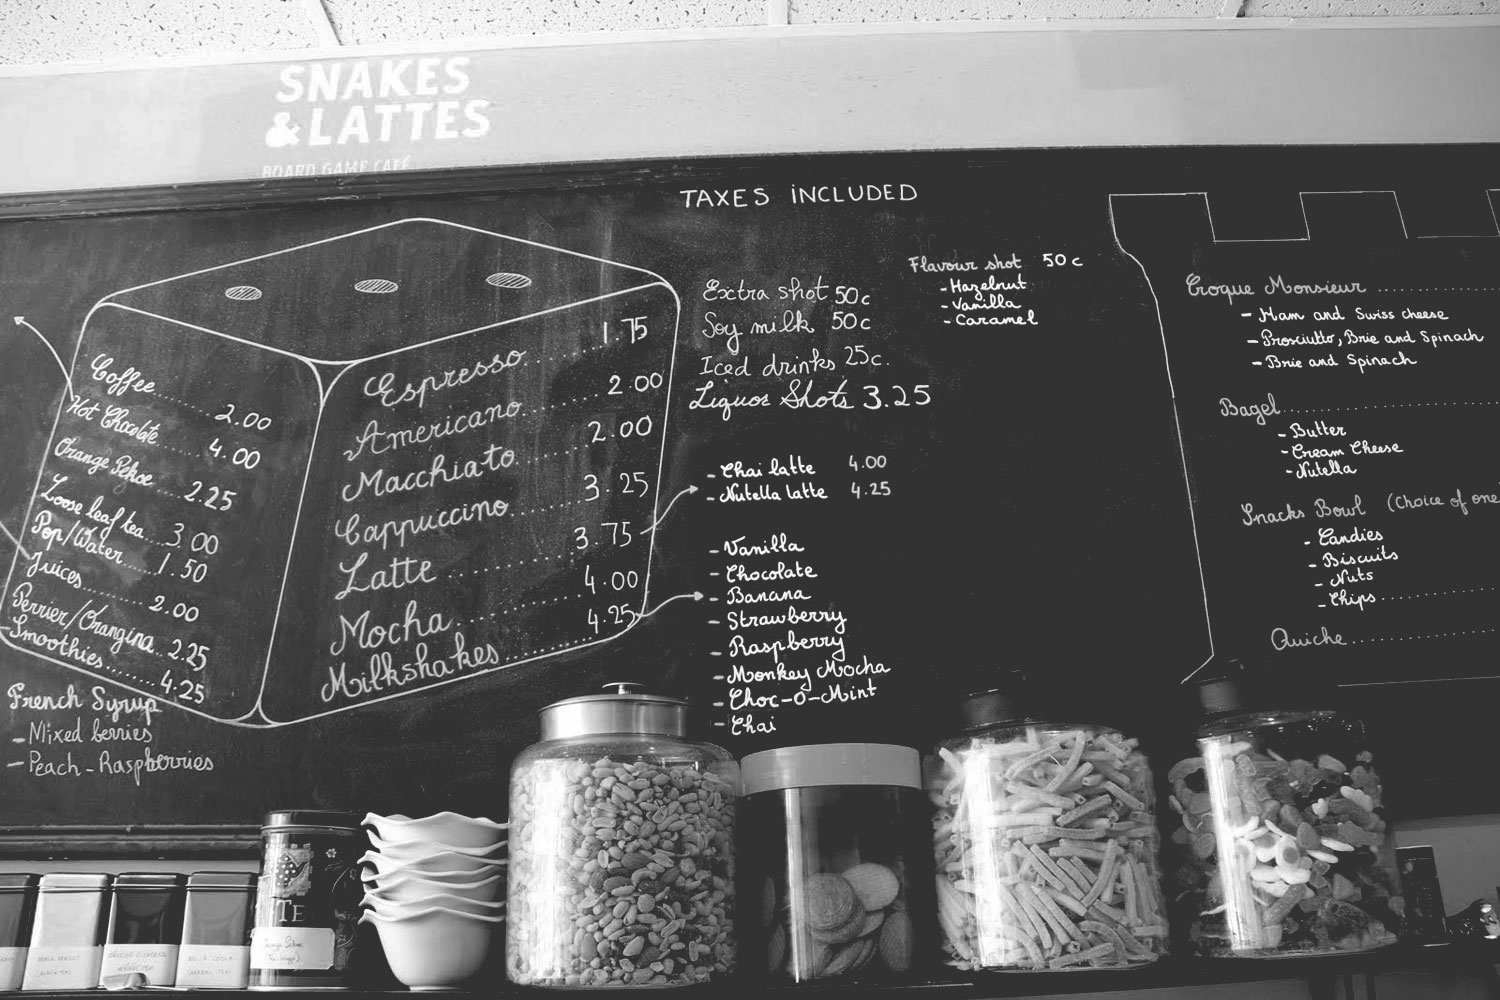 SNAKES
& LATTES
BOARD GAME CAFÉ
TAXES INCLUDED
Coffee........2.00
Hot Chocolate......4.00
Orange Pekoe....2.25
Loose leaf tea...3.00
Pop/Water....1.50
Juices.......2.00
Perrier/Orangina..2.25
Smoothies.......4.25
French Syrup
- Mixed berries
- Peach-Raspberries
Espresso........1.75
Americano........2.00
Macchiato.......2.00
Cappuccino.......3.25
Latte...........3.75
Mocha...........4.00
Milkshakes........4.25
Extra shot 50c
Soy milk 50c
Iced drinks 25c.
Liquor Shots 3.25
Flavour shot 50c
- Hazelnut
- Vanilla
- Caramel
- Chai latte 4.00
- Nutella latte 4.25
- Vanilla
- Chocolate
- Banana
- Strawberry
- Raspberry
- Monkey Mocha
- Choc-o-Mint
- Chai
Croque Monsieur
- Ham and Swiss cheese
- Prosciutto, Brie and Spinach
- Brie and Spinach
Bagel
- Butter
- Cream Cheese
- Nutella
Snacks Bowl (Choice of one
- Candies
- Biscuits
- Nuts
- Chips
Quiche
TE